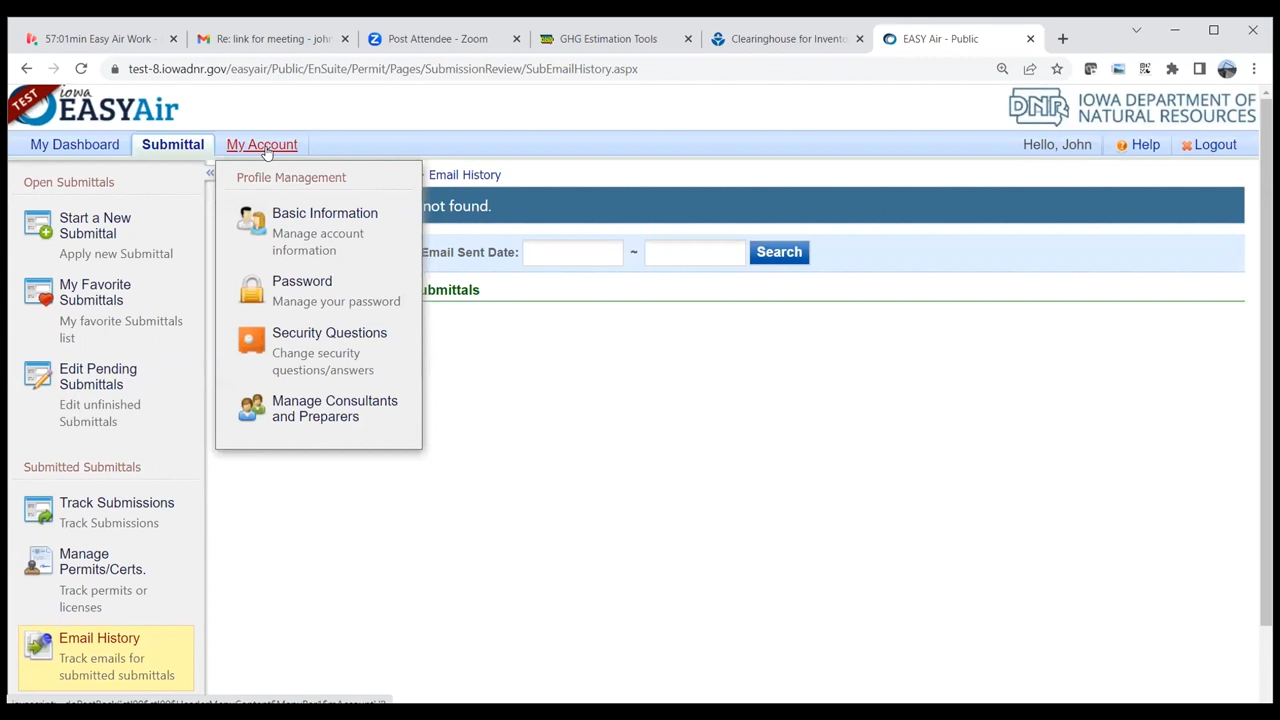 57:01min Easy Air Work -
Re: link for meeting - john
Post Attendee - Zoom
GHG Estimation Tools
Clearinghouse for Invento
EASY Air - Public
test-8.iowadnr.gov/easyair/Public/EnSuite/Permit/Pages/SubmissionReview/SubEmailHistory.aspx
TEST
iowa
EASYAir
DNR
IOWA DEPARTMENT OF
NATURAL RESOURCES
My Dashboard
Submittal
My Account
Hello, John
Help
Logout
Open Submittals
Start a New
Submittal
Apply new Submittal
My Favorite
Submittals
My favorite Submittals
list
Edit Pending
Submittals
Edit unfinished
Submittals
Submitted Submittals
Track Submissions
Track Submissions
Manage
Permits/Certs.
Track permits or
licenses
Email History
Track emails for
submitted submittals
Profile Management
Basic Information
Manage account
information
Password
Manage your password
Security Questions
Change security
questions/answers
Manage Consultants
and Preparers
Email History
not found.
Email Sent Date:
~
Search
ubmittals